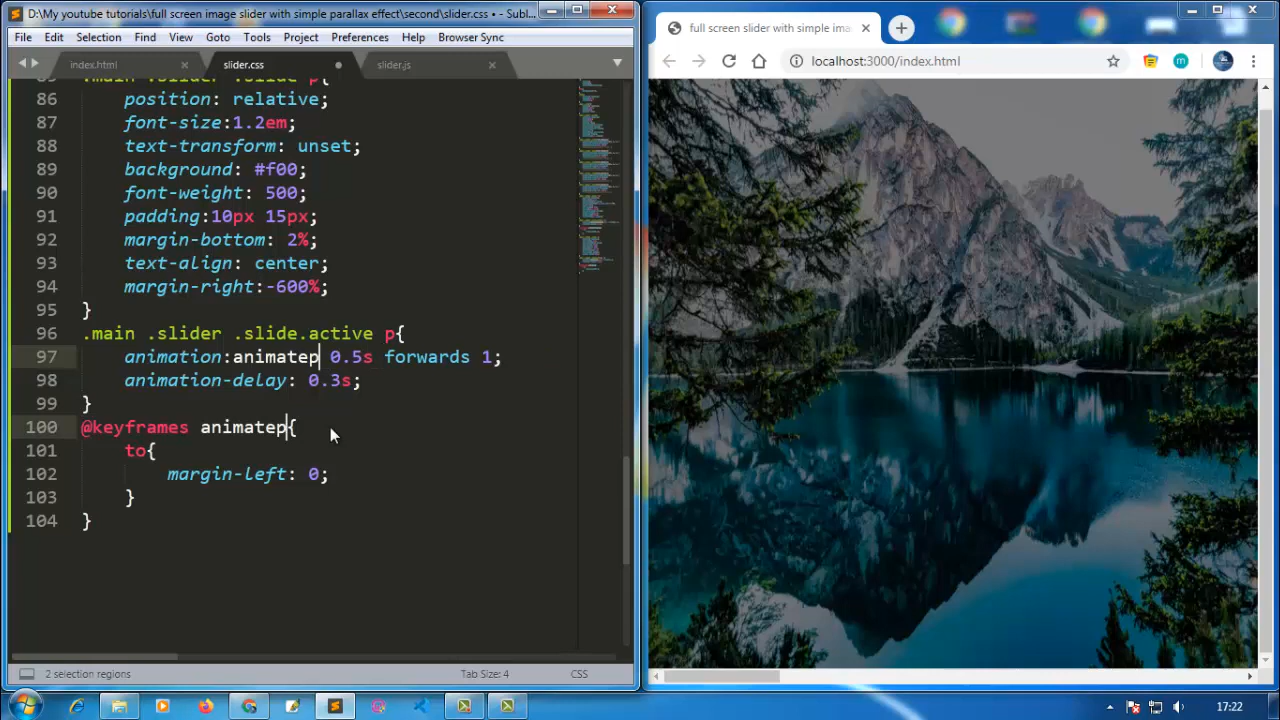 D:\My youtube tutorials\full screen image slider with simple parallax effect\second\slider.css • - Subl...
File Edit Selection Find View Goto Tools Project Preferences Help Browser Sync
index.html slider.css slider.js
.main .slider .slide p{
86 position: relative;
87 font-size:1.2em;
88 text-transform: unset;
89 background: #f00;
90 font-weight: 500;
91 padding:10px 15px;
92 margin-bottom: 2%;
93 text-align: center;
94 margin-right:-600%;
95 }
96 .main .slider .slide.active p{
97 animation:animatep 0.5s forwards 1;
98 animation-delay: 0.3s;
99 }
100 @keyframes animatep{
101 to{
102 margin-left: 0;
103 }
104 }
2 selection regions Tab Size: 4 CSS
full screen image slider with simple ima
localhost:3000/index.html
m
17:22